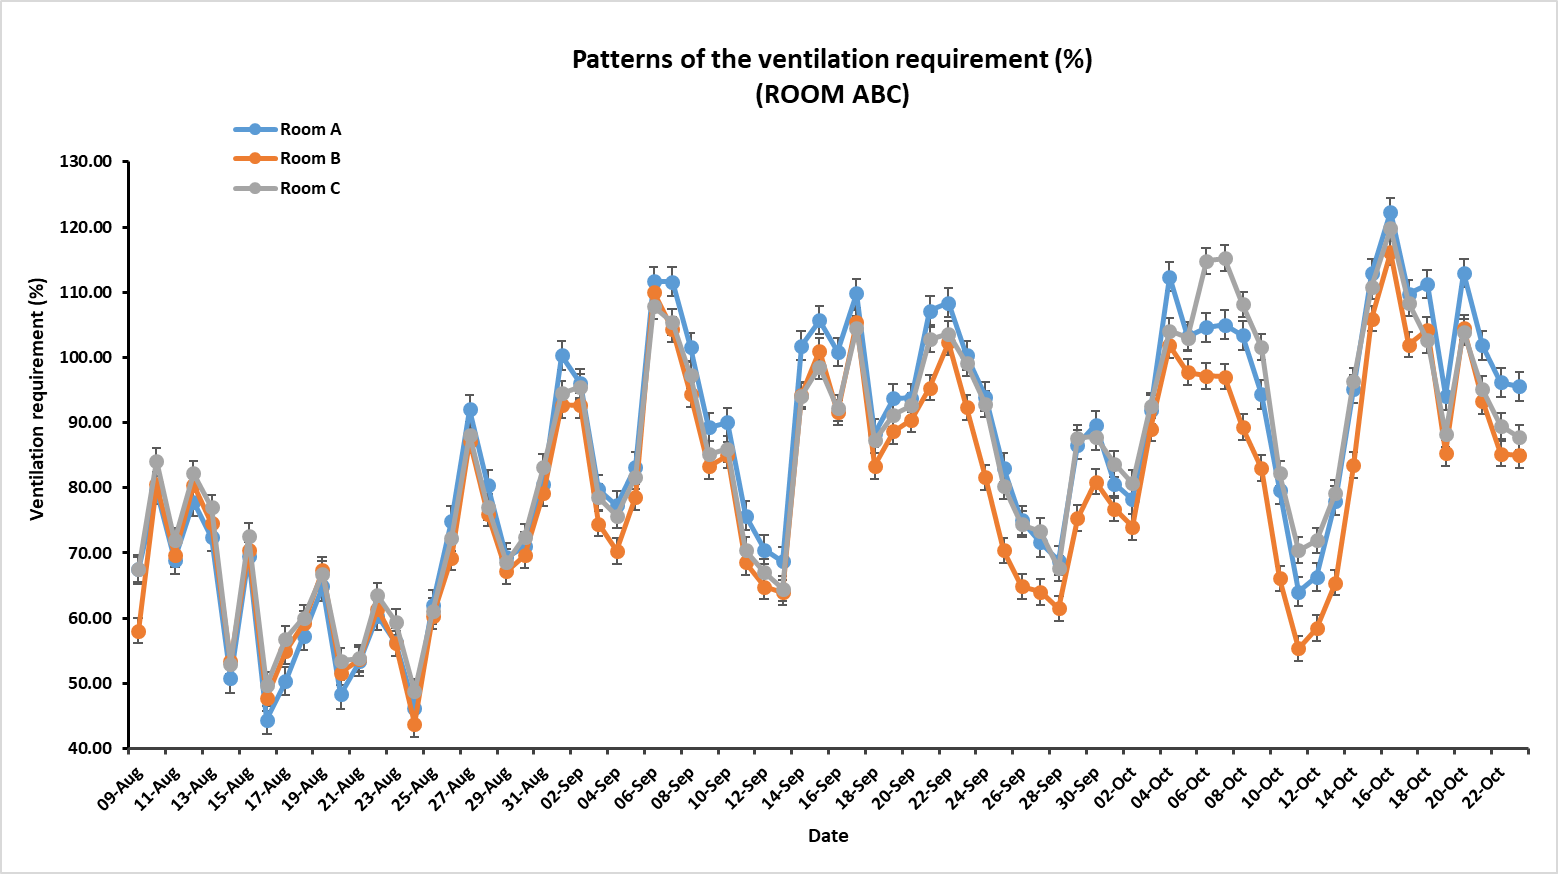 Patterns of the ventilation requirement (%)
(ROOM ABC)
Room A
Room B
Room C
130.00
120.00
110.00
100.00
90.00
80.00
70.00
60.00
50.00
40.00
Ventilation requirement (%)
09-Aug
11-Aug
13-Aug
15-Aug
17-Aug
19-Aug
21-Aug
23-Aug
25-Aug
27-Aug
29-Aug
31-Aug
02-Sep
04-Sep
06-Sep
08-Sep
10-Sep
12-Sep
14-Sep
16-Sep
18-Sep
20-Sep
22-Sep
24-Sep
26-Sep
28-Sep
30-Sep
02-Oct
04-Oct
06-Oct
08-Oct
10-Oct
12-Oct
14-Oct
16-Oct
18-Oct
20-Oct
22-Oct
Date